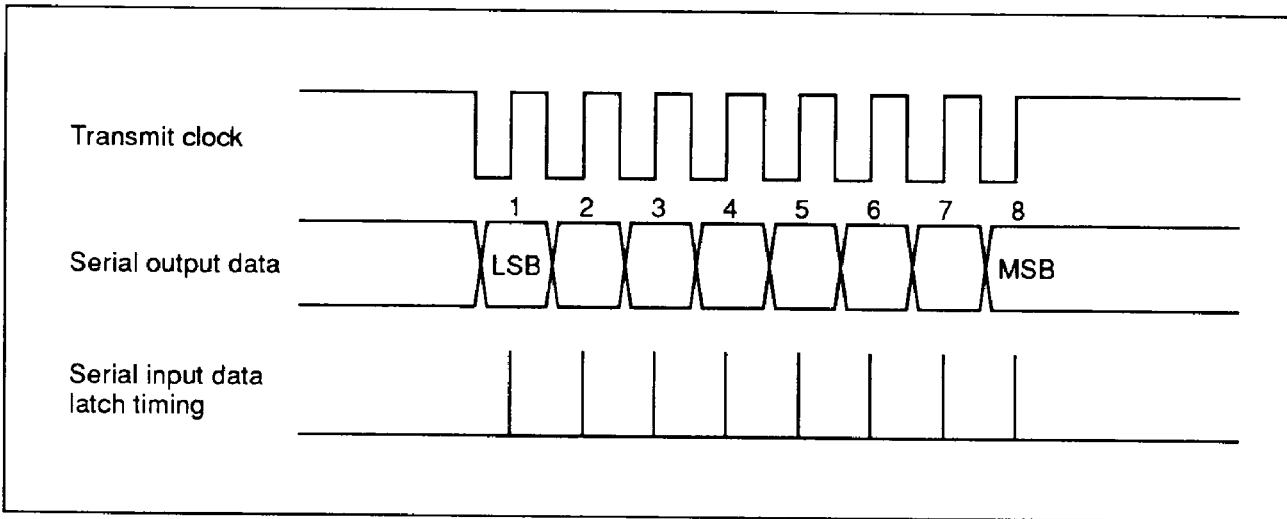 Transmit clock
1 2 3 4 5 6 7 8
Serial output data LSB MSB
Serial input data
latch timing